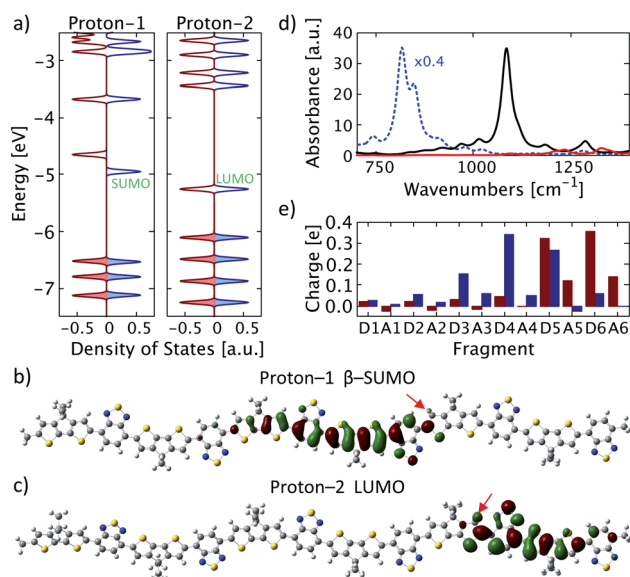 a) Proton-1 Proton-2
-3
-4
-5
-6
-7
Energy [eV]
SUMO
LUMO
-0.5 0 0.5 -0.5 0 0.5
Density of States [a.u.]
d)
40
30
20
10
0
Absorbance [a.u.]
x0.4
750 1000 1250
Wavenumbers [cm⁻¹]
e)
0.4
0.3
0.2
0.1
0.0
Charge [e]
D1 A1 D2 A2 D3 A3 D4 A4 D5 A5 D6 A6
Fragment
b) Proton-1 β-SUMO
c) Proton-2 LUMO